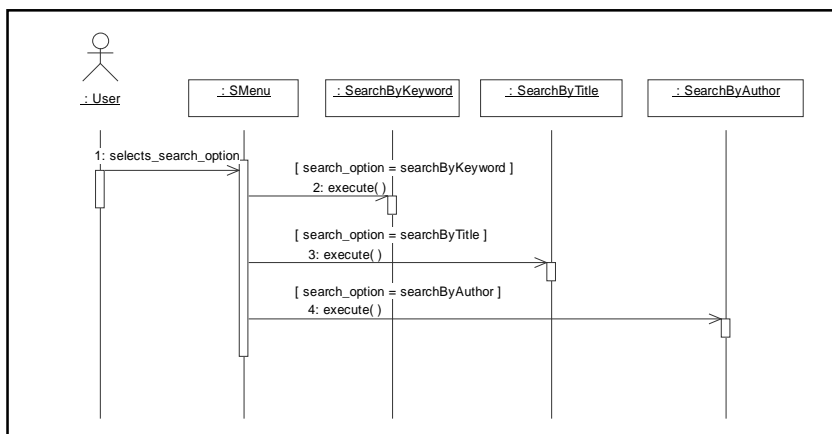 : User
: SMenu
: SearchByKeyword
: SearchByTitle
: SearchByAuthor
1: selects_search_option
[ search_option = searchByKeyword ]
2: execute( )
[ search_option = searchByTitle ]
3: execute( )
[ search_option = searchByAuthor ]
4: execute( )